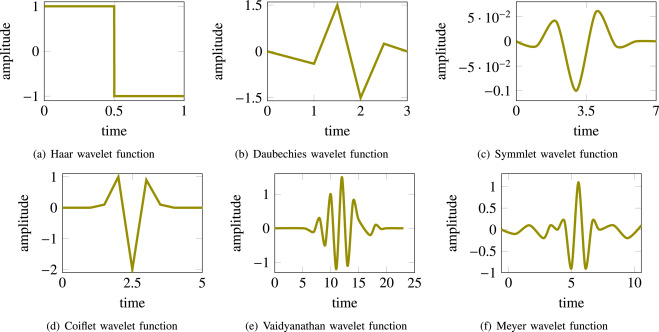 amplitude
1
0
−1
0
0.5
1
time
(a) Haar wavelet function
amplitude
1.5
0
−1.5
0
1
2
3
time
(b) Daubechies wavelet function
amplitude
5 · 10⁻²
0
−5 · 10⁻²
−0.1
0
3.5
7
time
(c) Symmlet wavelet function
amplitude
1
0
−1
−2
0
2.5
5
time
(d) Coiflet wavelet function
amplitude
1
0
−1
0
5
10
15
20
25
time
(e) Vaidyanathan wavelet function
amplitude
1
0.5
0
−0.5
−1
0
5
10
time
(f) Meyer wavelet function